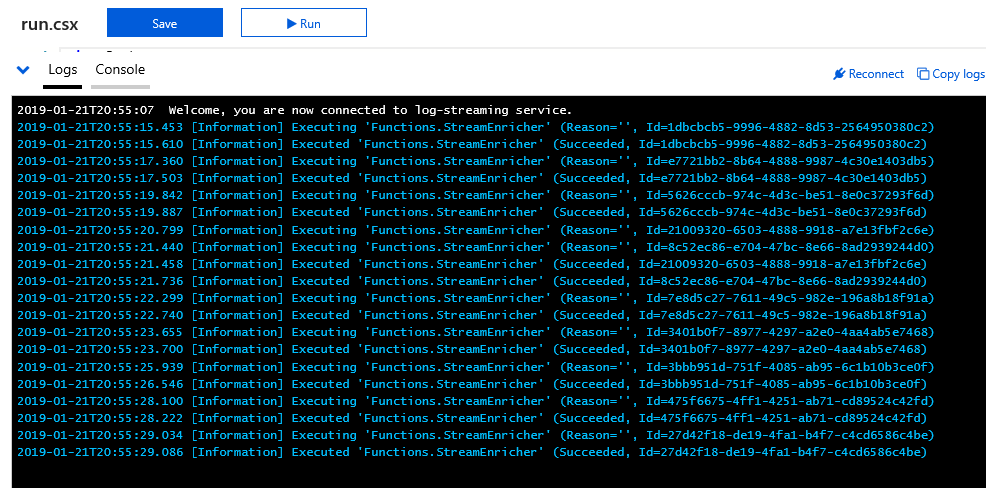 run.csx Save Run
Logs Console Reconnect Copy logs
2019-01-21T20:55:07 Welcome, you are now connected to log-streaming service.
2019-01-21T20:55:15.453 [Information] Executing 'Functions.StreamEnricher' (Reason='', Id=1dbcbcb5-9996-4882-8d53-2564950380c2)
2019-01-21T20:55:15.610 [Information] Executed 'Functions.StreamEnricher' (Succeeded, Id=1dbcbcb5-9996-4882-8d53-2564950380c2)
2019-01-21T20:55:17.360 [Information] Executing 'Functions.StreamEnricher' (Reason='', Id=e7721bb2-8b64-4888-9987-4c30e1403db5)
2019-01-21T20:55:17.503 [Information] Executed 'Functions.StreamEnricher' (Succeeded, Id=e7721bb2-8b64-4888-9987-4c30e1403db5)
2019-01-21T20:55:19.842 [Information] Executing 'Functions.StreamEnricher' (Reason='', Id=5626cccb-974c-4d3c-be51-8e0c37293f6d)
2019-01-21T20:55:19.887 [Information] Executed 'Functions.StreamEnricher' (Succeeded, Id=5626cccb-974c-4d3c-be51-8e0c37293f6d)
2019-01-21T20:55:20.799 [Information] Executing 'Functions.StreamEnricher' (Reason='', Id=21009320-6503-4888-9918-a7e13fbf2c6e)
2019-01-21T20:55:21.440 [Information] Executing 'Functions.StreamEnricher' (Reason='', Id=8c52ec86-e704-47bc-8e66-8ad2939244d0)
2019-01-21T20:55:21.458 [Information] Executed 'Functions.StreamEnricher' (Succeeded, Id=21009320-6503-4888-9918-a7e13fbf2c6e)
2019-01-21T20:55:21.736 [Information] Executed 'Functions.StreamEnricher' (Succeeded, Id=8c52ec86-e704-47bc-8e66-8ad2939244d0)
2019-01-21T20:55:22.299 [Information] Executing 'Functions.StreamEnricher' (Reason='', Id=7e8d5c27-7611-49c5-982e-196a8b18f91a)
2019-01-21T20:55:22.740 [Information] Executed 'Functions.StreamEnricher' (Succeeded, Id=7e8d5c27-7611-49c5-982e-196a8b18f91a)
2019-01-21T20:55:23.655 [Information] Executing 'Functions.StreamEnricher' (Reason='', Id=3401b0f7-8977-4297-a2e0-4aa4ab5e7468)
2019-01-21T20:55:23.700 [Information] Executed 'Functions.StreamEnricher' (Succeeded, Id=3401b0f7-8977-4297-a2e0-4aa4ab5e7468)
2019-01-21T20:55:25.939 [Information] Executing 'Functions.StreamEnricher' (Reason='', Id=3bbb951d-751f-4085-ab95-6c1b10b3ce0f)
2019-01-21T20:55:26.546 [Information] Executed 'Functions.StreamEnricher' (Succeeded, Id=3bbb951d-751f-4085-ab95-6c1b10b3ce0f)
2019-01-21T20:55:28.100 [Information] Executing 'Functions.StreamEnricher' (Reason='', Id=475f6675-4ff1-4251-ab71-cd89524c42fd)
2019-01-21T20:55:28.222 [Information] Executed 'Functions.StreamEnricher' (Succeeded, Id=475f6675-4ff1-4251-ab71-cd89524c42fd)
2019-01-21T20:55:29.034 [Information] Executing 'Functions.StreamEnricher' (Reason='', Id=27d42f18-de19-4fa1-b4f7-c4cd6586c4be)
2019-01-21T20:55:29.086 [Information] Executed 'Functions.StreamEnricher' (Succeeded, Id=27d42f18-de19-4fa1-b4f7-c4cd6586c4be)